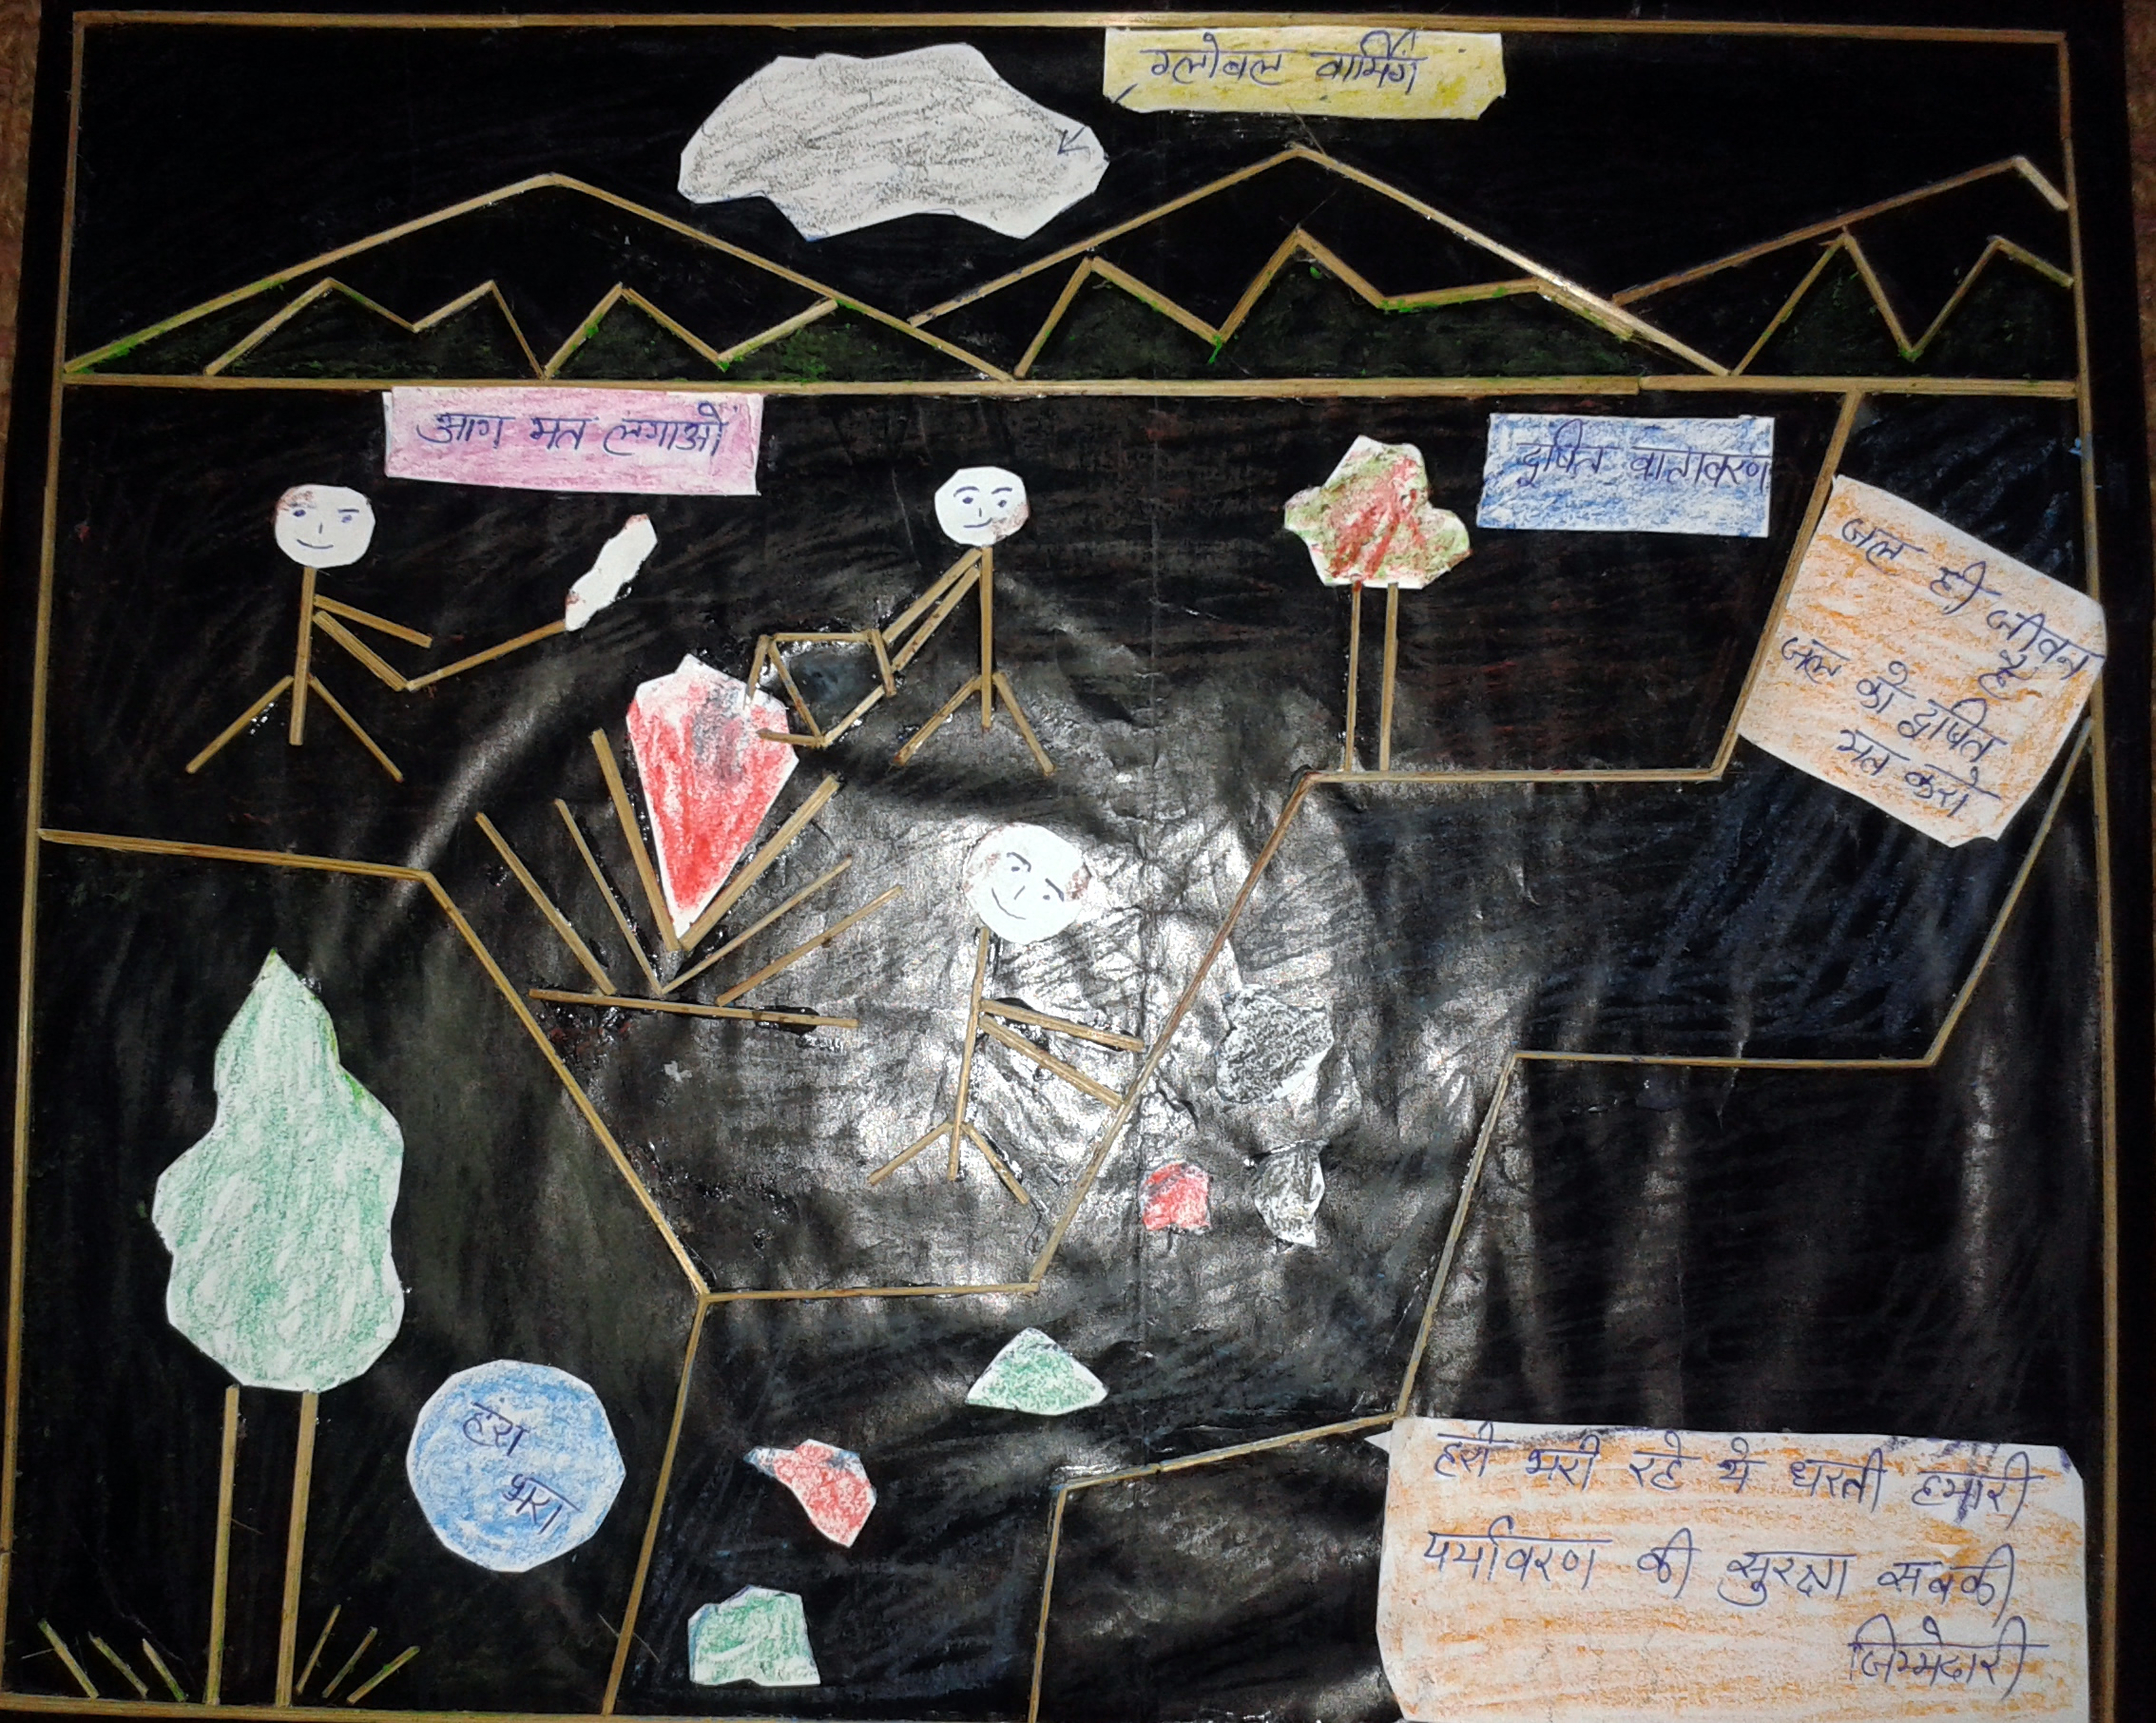 ग्लोबल वार्मिंग
आग मत लगाओं
दूषित वातावरण
जल ही जीवन
है
जल को दूषित
मत करो
हरा
भरा
हरी भरी रहे ये धरती हमारी
पर्यावरण की सुरक्षा सबकी
जिम्मेदारी